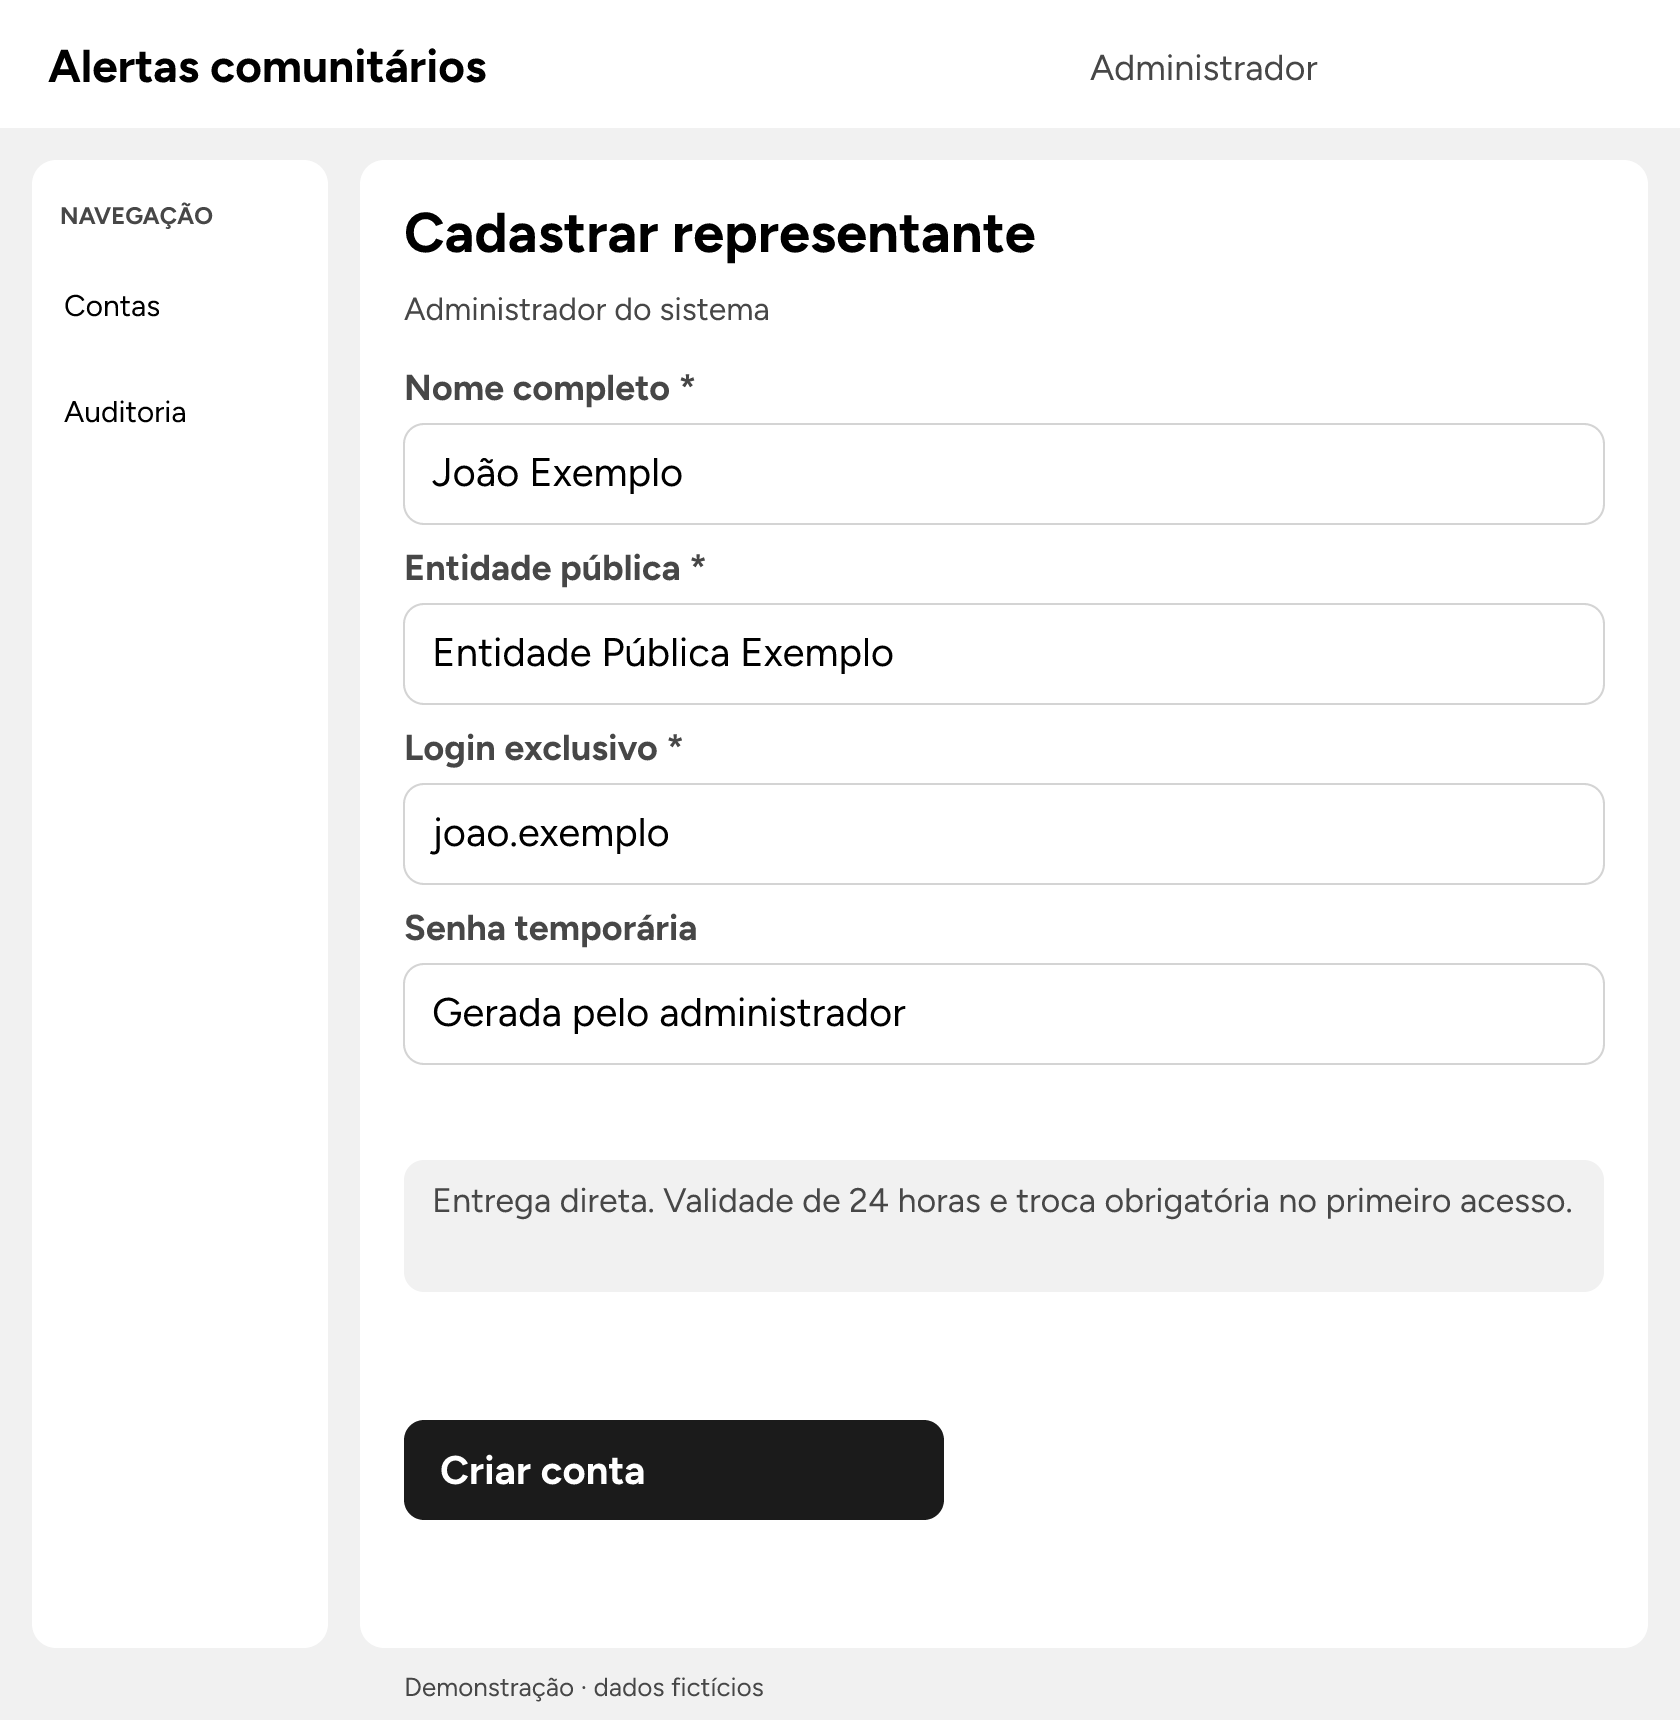 Alertas comunitários
Administrador
NAVEGAÇÃO
Contas
Auditoria
Cadastrar representante
Administrador do sistema
Nome completo *
João Exemplo
Entidade pública *
Entidade Pública Exemplo
Login exclusivo *
joao.exemplo
Senha temporária
Gerada pelo administrador
Entrega direta. Validade de 24 horas e troca obrigatória no primeiro acesso.
Criar conta
Demonstração · dados fictícios